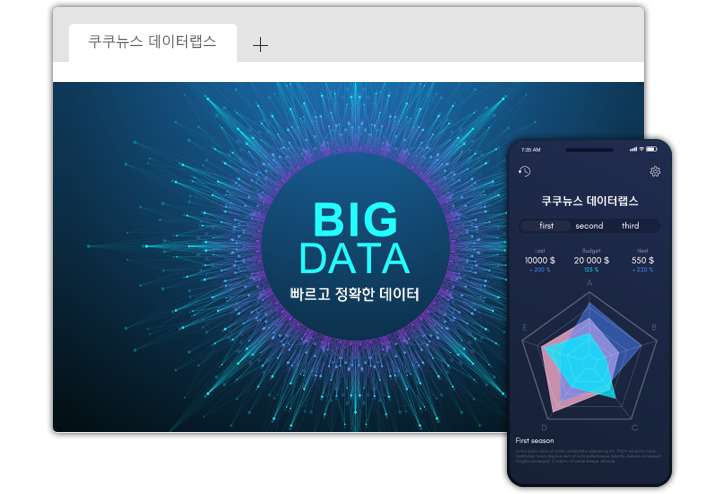 쿠쿠뉴스 데이터랩스
BIG
DATA
빠르고 정확한 데이터
7:35 AM
쿠쿠뉴스 데이터랩스
first second third
Last Budget Next
10000 $ 20 000 $ 550 $
+ 200 % 125 % + 220 %
A
E B
D C
First season